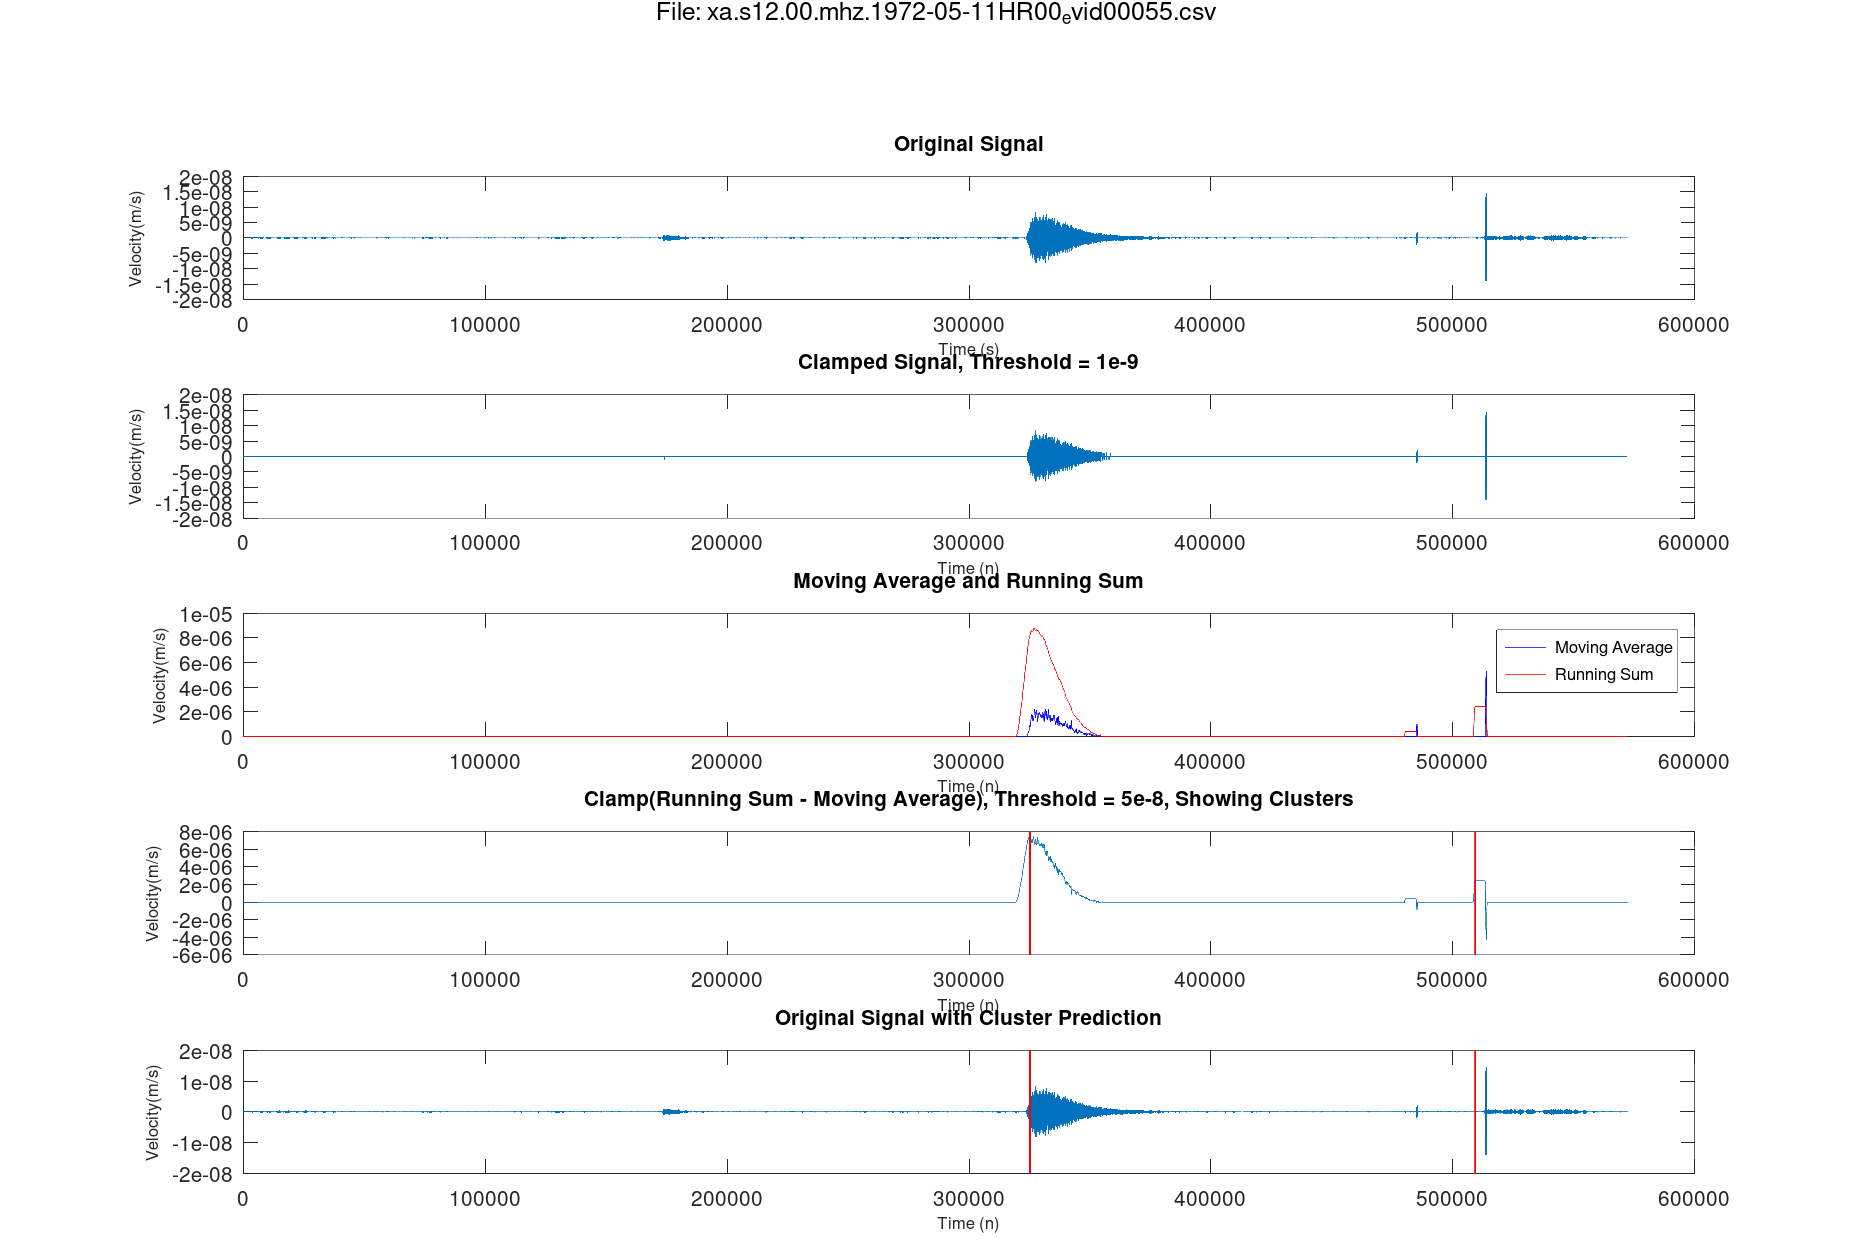 File: xa.s12.00.mhz.1972-05-11HR00evid00055.csv
Original Signal
Velocity(m/s)
2e-08
1.5e-08
1e-08
5e-09
0
-5e-09
-1e-08
-1.5e-08
-2e-08
0 100000 200000 300000 400000 500000 600000
Time (s)
Clamped Signal, Threshold = 1e-9
Velocity(m/s)
2e-08
1.5e-08
1e-08
5e-09
0
-5e-09
-1e-08
-1.5e-08
-2e-08
0 100000 200000 300000 400000 500000 600000
Time (n)
Moving Average and Running Sum
Velocity(m/s)
1e-05
8e-06
6e-06
4e-06
2e-06
0
Moving Average
Running Sum
0 100000 200000 300000 400000 500000 600000
Time (n)
Clamp(Running Sum - Moving Average), Threshold = 5e-8, Showing Clusters
Velocity(m/s)
8e-06
6e-06
4e-06
2e-06
0
-2e-06
-4e-06
-6e-06
0 100000 200000 300000 400000 500000 600000
Time (n)
Original Signal with Cluster Prediction
Velocity(m/s)
2e-08
1e-08
0
-1e-08
-2e-08
0 100000 200000 300000 400000 500000 600000
Time (n)